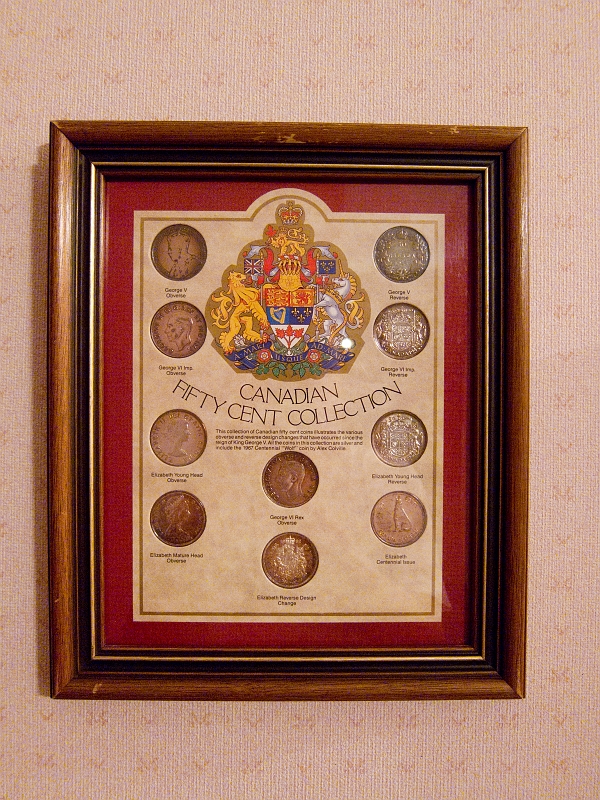 A MARI USQUE AD MARE
CANADIAN
FIFTY CENT COLLECTION
This collection of Canadian fifty cent coins illustrates the various
obverse and reverse design changes that have occurred since the
reign of King George V. All the coins in this collection are silver and
include the 1967 Centennial "Wolf" coin by Alex Colville.
George V
Obverse
George V
Reverse
George VI Imp.
Obverse
George VI Imp.
Reverse
Elizabeth Young Head
Obverse
Elizabeth Young Head
Reverse
George VI Rex
Obverse
Elizabeth Mature Head
Obverse
Elizabeth
Centennial Issue
Elizabeth Reverse Design
Change